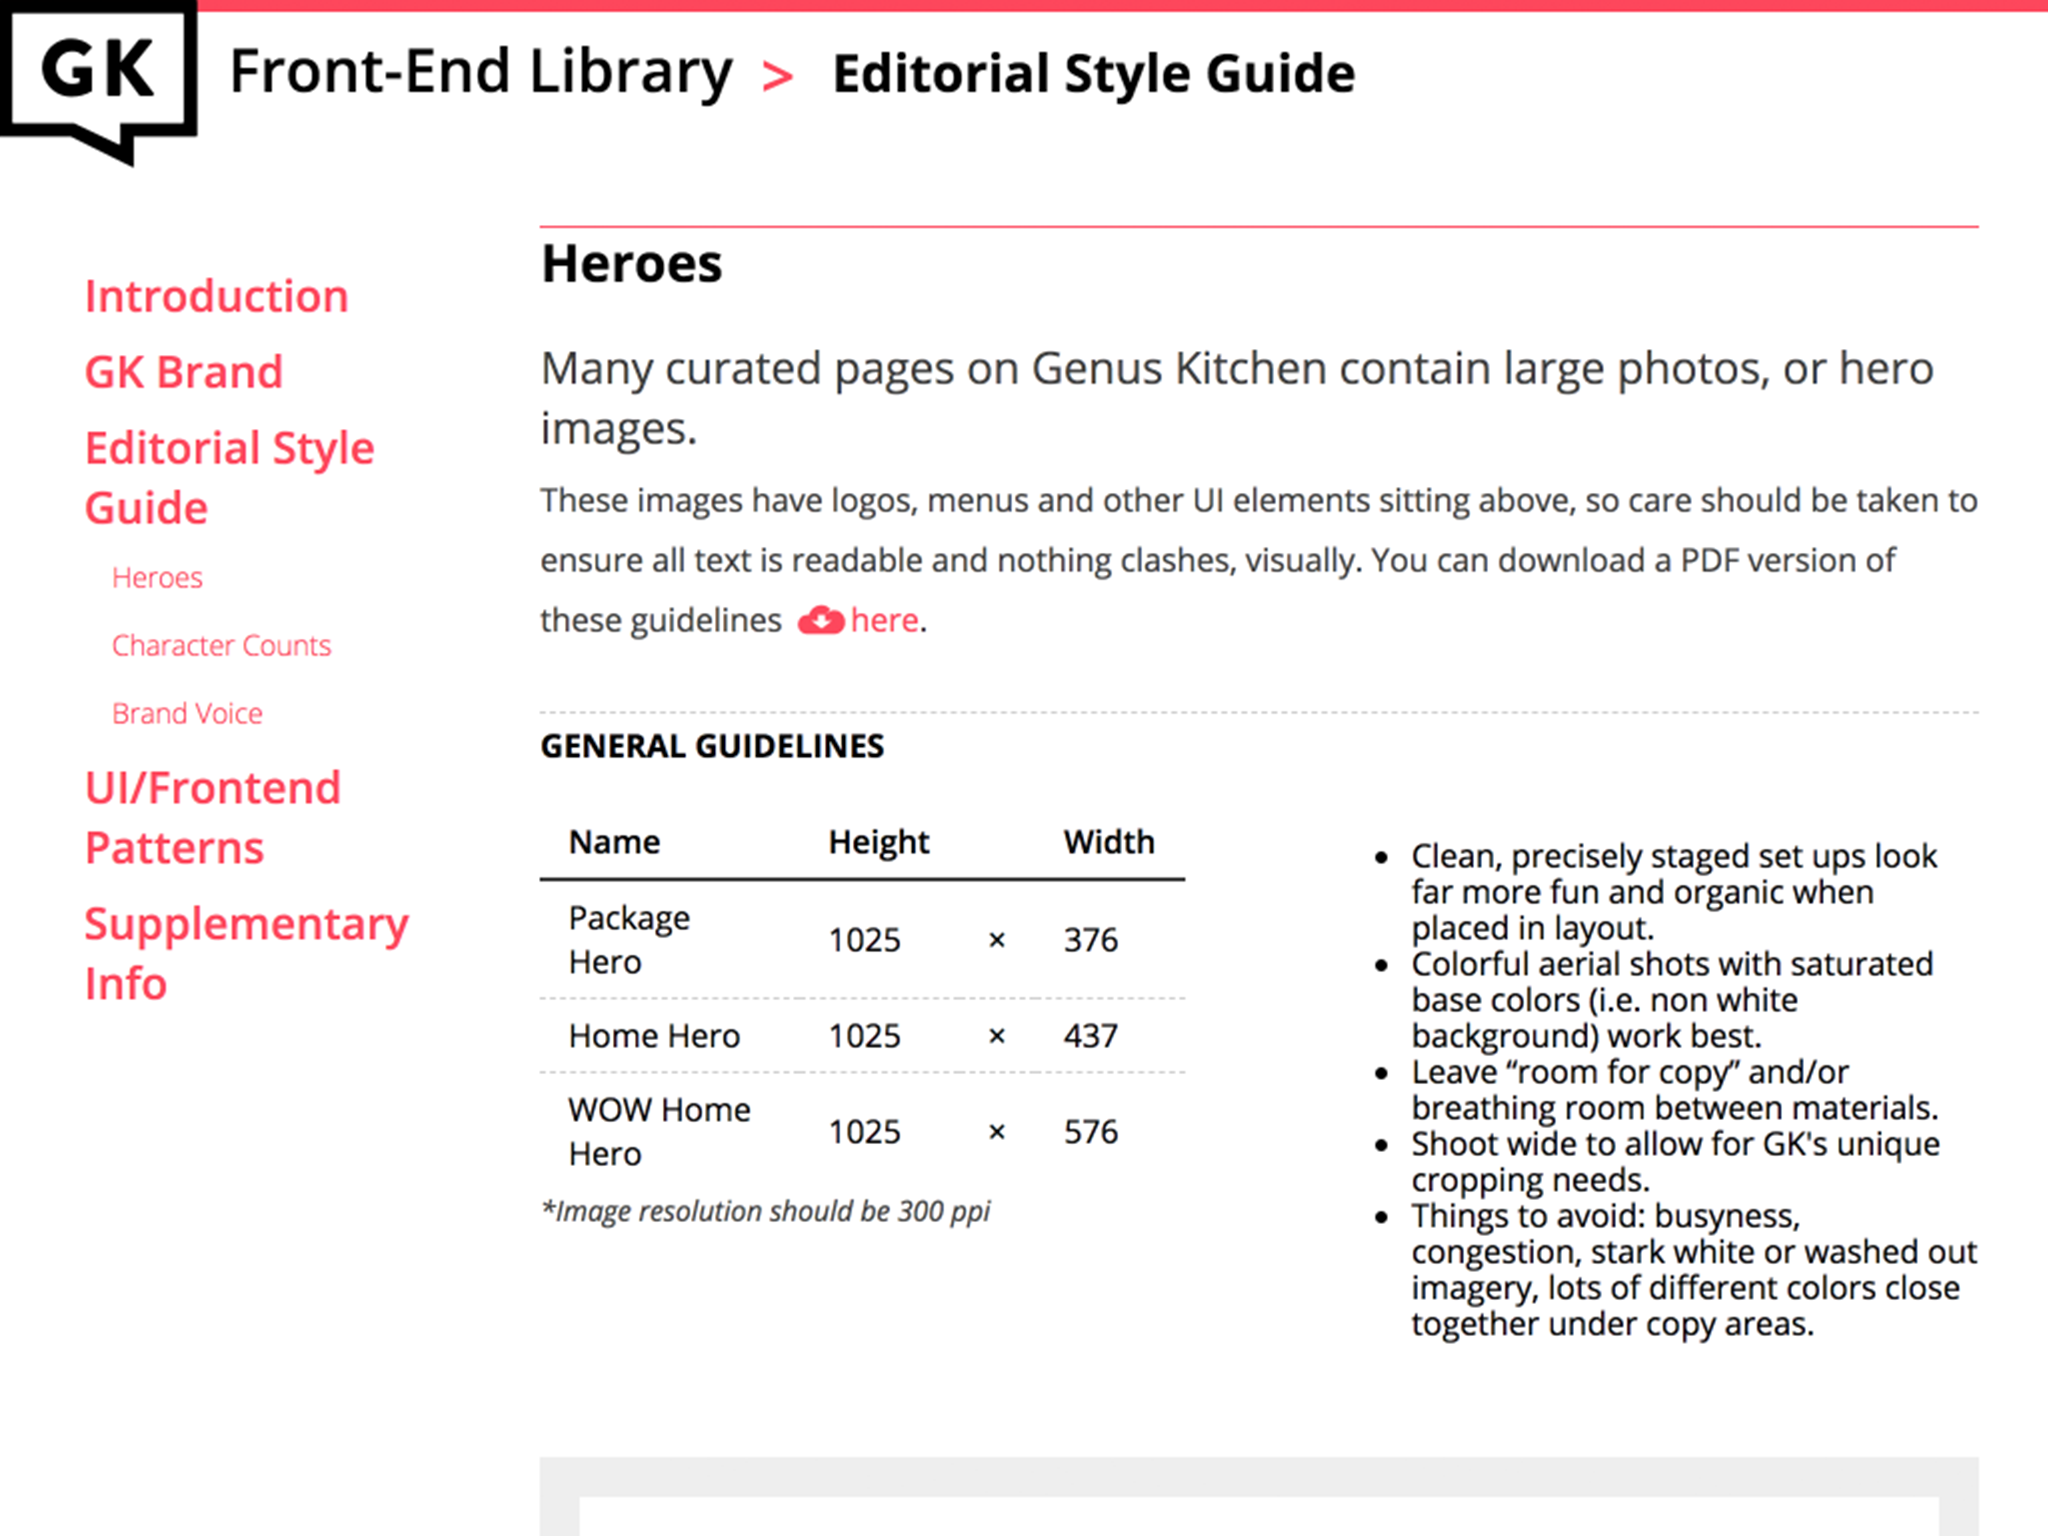 GK
Front-End Library > Editorial Style Guide
Introduction
GK Brand
Editorial Style
Guide
Heroes
Character Counts
Brand Voice
UI/Frontend
Patterns
Supplementary
Info
Heroes
Many curated pages on Genus Kitchen contain large photos, or hero
images.
These images have logos, menus and other UI elements sitting above, so care should be taken to
ensure all text is readable and nothing clashes, visually. You can download a PDF version of
these guidelines here.
GENERAL GUIDELINES
Name Height Width
Package
Hero
1025 × 376
Home Hero 1025 × 437
WOW Home
Hero
1025 × 576
*Image resolution should be 300 ppi
• Clean, precisely staged set ups look
far more fun and organic when
placed in layout.
• Colorful aerial shots with saturated
base colors (i.e. non white
background) work best.
• Leave “room for copy” and/or
breathing room between materials.
• Shoot wide to allow for GK's unique
cropping needs.
• Things to avoid: busyness,
congestion, stark white or washed out
imagery, lots of different colors close
together under copy areas.